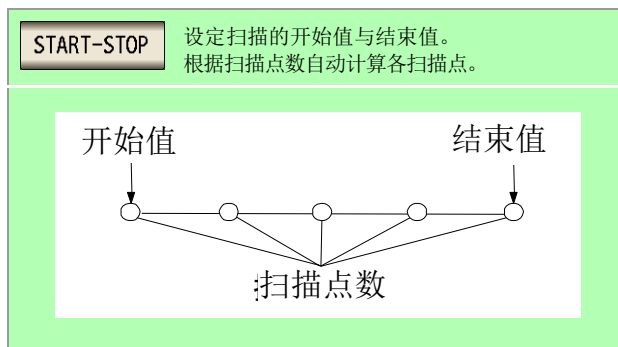 START-STOP
设定扫描的开始值与结束值。
根据扫描点数自动计算各扫描点。
开始值
结束值
扫描点数